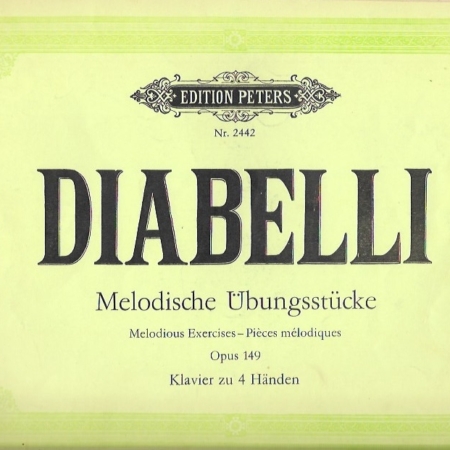 EDITION PETERS
Nr. 2442
DIABELLI
Melodische Übungsstücke
Melodious Exercises – Pièces mélodiques
Opus 149
Klavier zu 4 Händen